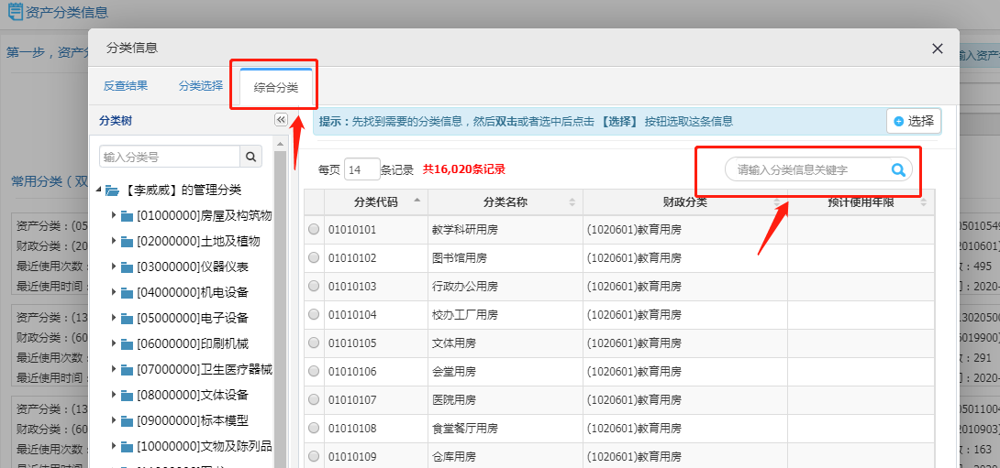 资产分类信息
第一步，资产分
输入资产
常用分类（双
资产分类：(05
财政分类：(20
最近使用次数：
最近使用时间：
资产分类：(13
财政分类：(60
最近使用次数：
最近使用时间：
资产分类：(13
财政分类：(60
最近使用次数：
最近使用时间：
分类信息
×
反查结果 分类选择 综合分类
分类树 «
输入分类号
【李威威】的管理分类
[01000000]房屋及构筑物
[02000000]土地及植物
[03000000]仪器仪表
[04000000]机电设备
[05000000]电子设备
[06000000]印刷机械
[07000000]卫生医疗器械
[08000000]文体设备
[09000000]标本模型
[10000000]文物及陈列品
提示：先找到需要的分类信息，然后双击或者选中后点击 【选择】 按钮选取这条信息
选择
每页 14 条记录 共16,020条记录
请输入分类信息关键字
分类代码 分类名称 财政分类 预计使用年限
01010101 教学科研用房 (1020601)教育用房
01010102 图书馆用房 (1020601)教育用房
01010103 行政办公用房 (1020601)教育用房
01010104 校办工厂用房 (1020601)教育用房
01010105 文体用房 (1020601)教育用房
01010106 会堂用房 (1020601)教育用房
01010107 医院用房 (1020601)教育用房
01010108 食堂餐厅用房 (1020601)教育用房
01010109 仓库用房 (1020601)教育用房
05010549
2010601)
：495
：2020-
13020500
6019900)
：291
：2020-
05011004
2010903)
：163